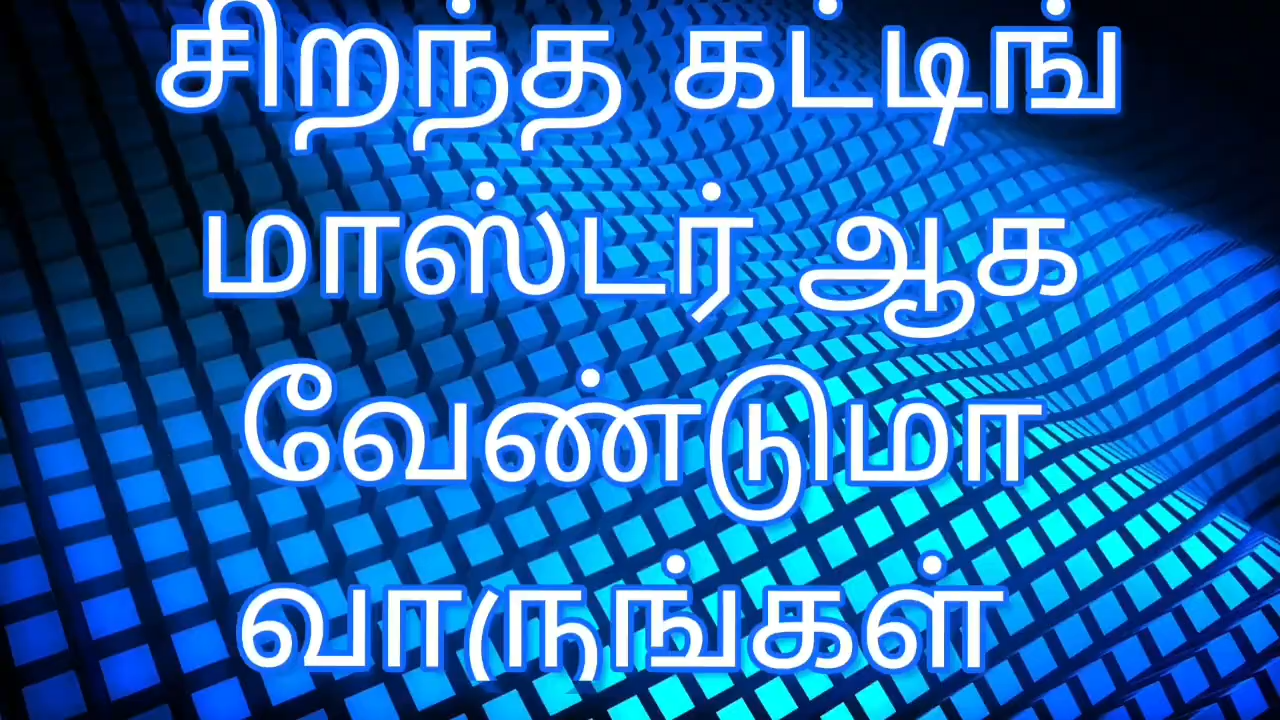 சிறந்த கட்டிங்
மாஸ்டர் ஆக
வேண்டுமா
வாருங்கள்